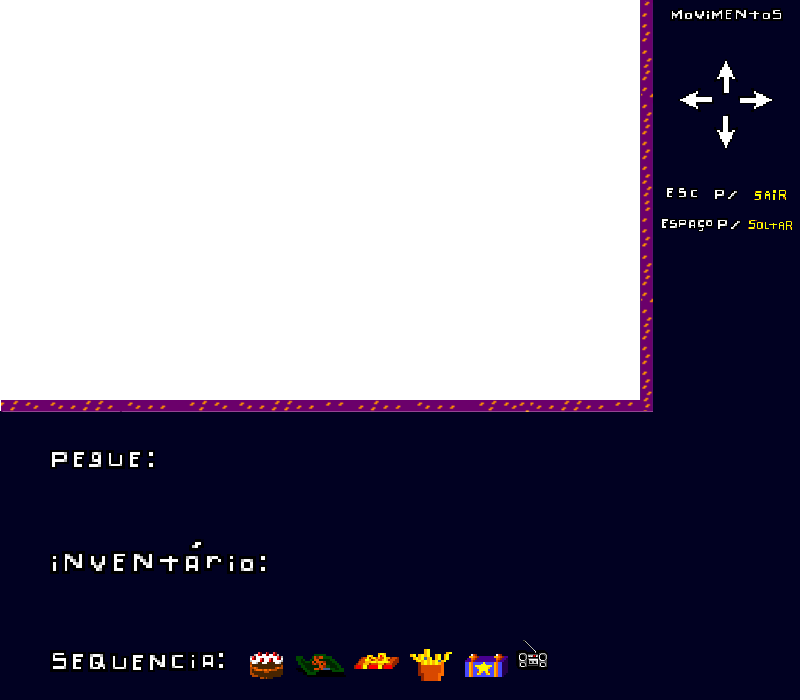 MoViMENtoS
ESC P/ SAiR
ESPAçO P/ SOLtAR
PEgUE:
iNVENtário:
SEQUENCiA: